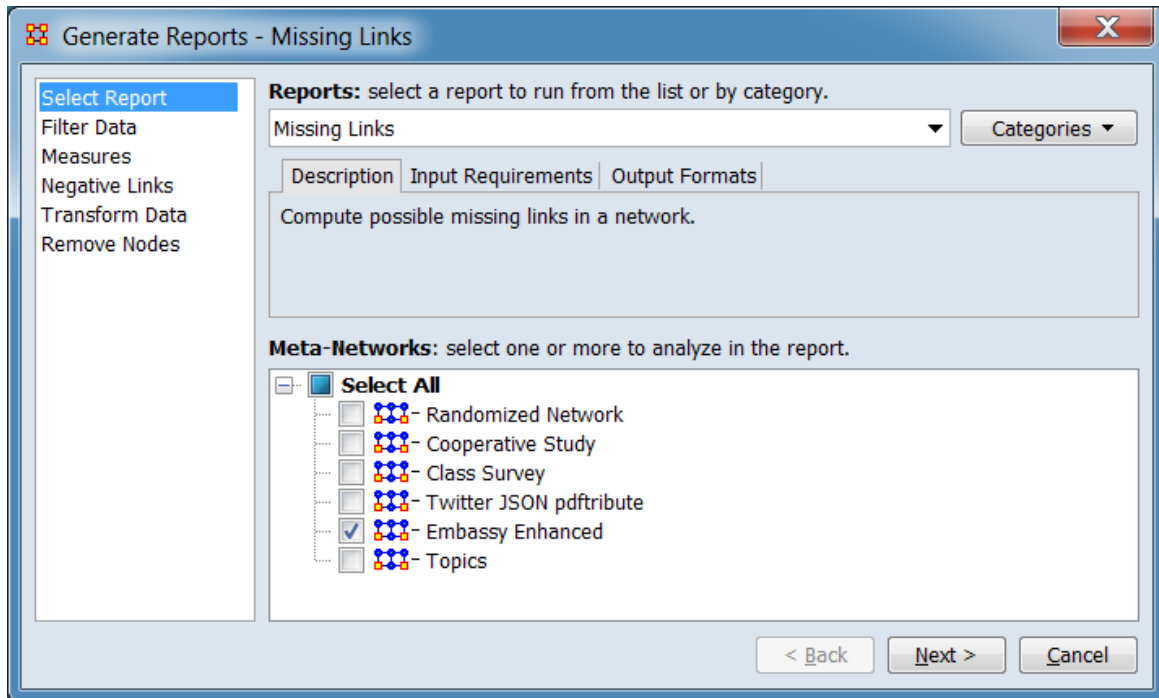 Generate Reports - Missing Links
Select Report
Filter Data
Measures
Negative Links
Transform Data
Remove Nodes
Reports: select a report to run from the list or by category.
Missing Links
Categories
Description
Input Requirements
Output Formats
Compute possible missing links in a network.
Meta-Networks: select one or more to analyze in the report.
Select All
Randomized Network
Cooperative Study
Class Survey
Twitter JSON pdftribute
Embassy Enhanced
Topics
< Back
Next >
Cancel